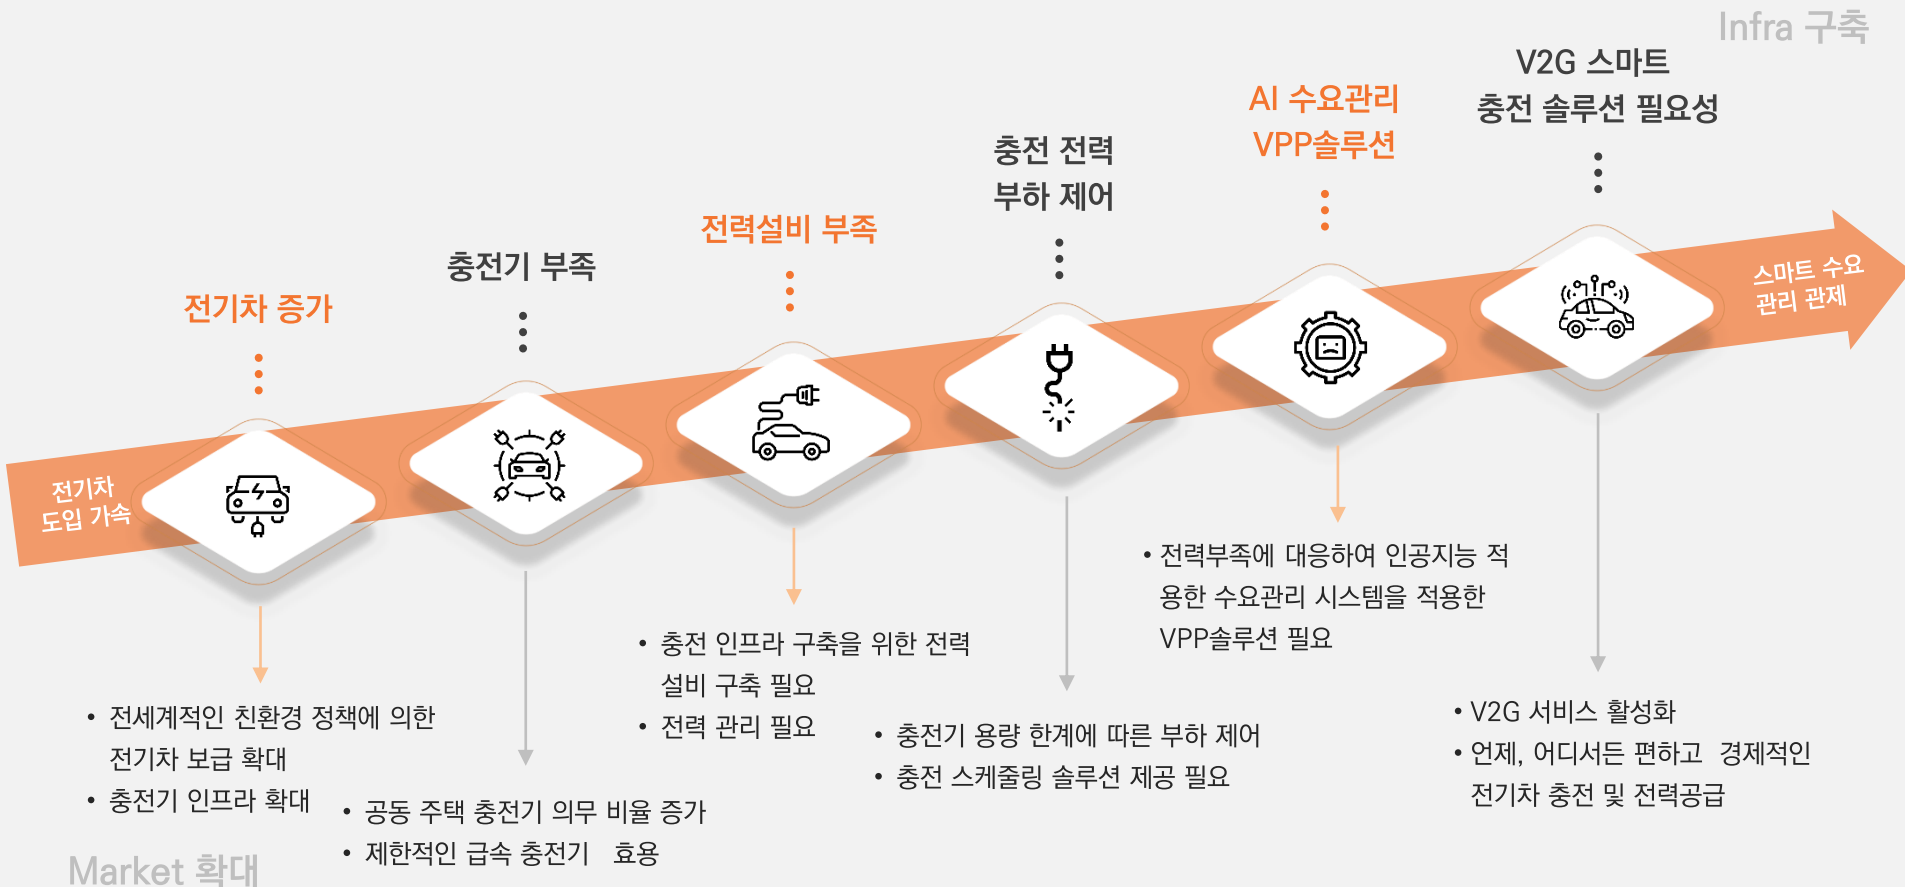 Infra 구축
V2G 스마트
충전 솔루션 필요성
AI 수요관리
VPP솔루션
충전 전력
부하 제어
전력설비 부족
충전기 부족
전기차 증가
스마트 수요
관리 관제
전기차
도입 가속
• 전세계적인 친환경 정책에 의한
전기차 보급 확대
• 충전기 인프라 확대
• 공동 주택 충전기 의무 비율 증가
• 제한적인 급속 충전기 효용
• 충전 인프라 구축을 위한 전력
설비 구축 필요
• 전력 관리 필요
• 충전기 용량 한계에 따른 부하 제어
• 충전 스케줄링 솔루션 제공 필요
• 전력부족에 대응하여 인공지능 적
용한 수요관리 시스템을 적용한
VPP솔루션 필요
• V2G 서비스 활성화
• 언제, 어디서든 편하고 경제적인
전기차 충전 및 전력공급
Market 확대